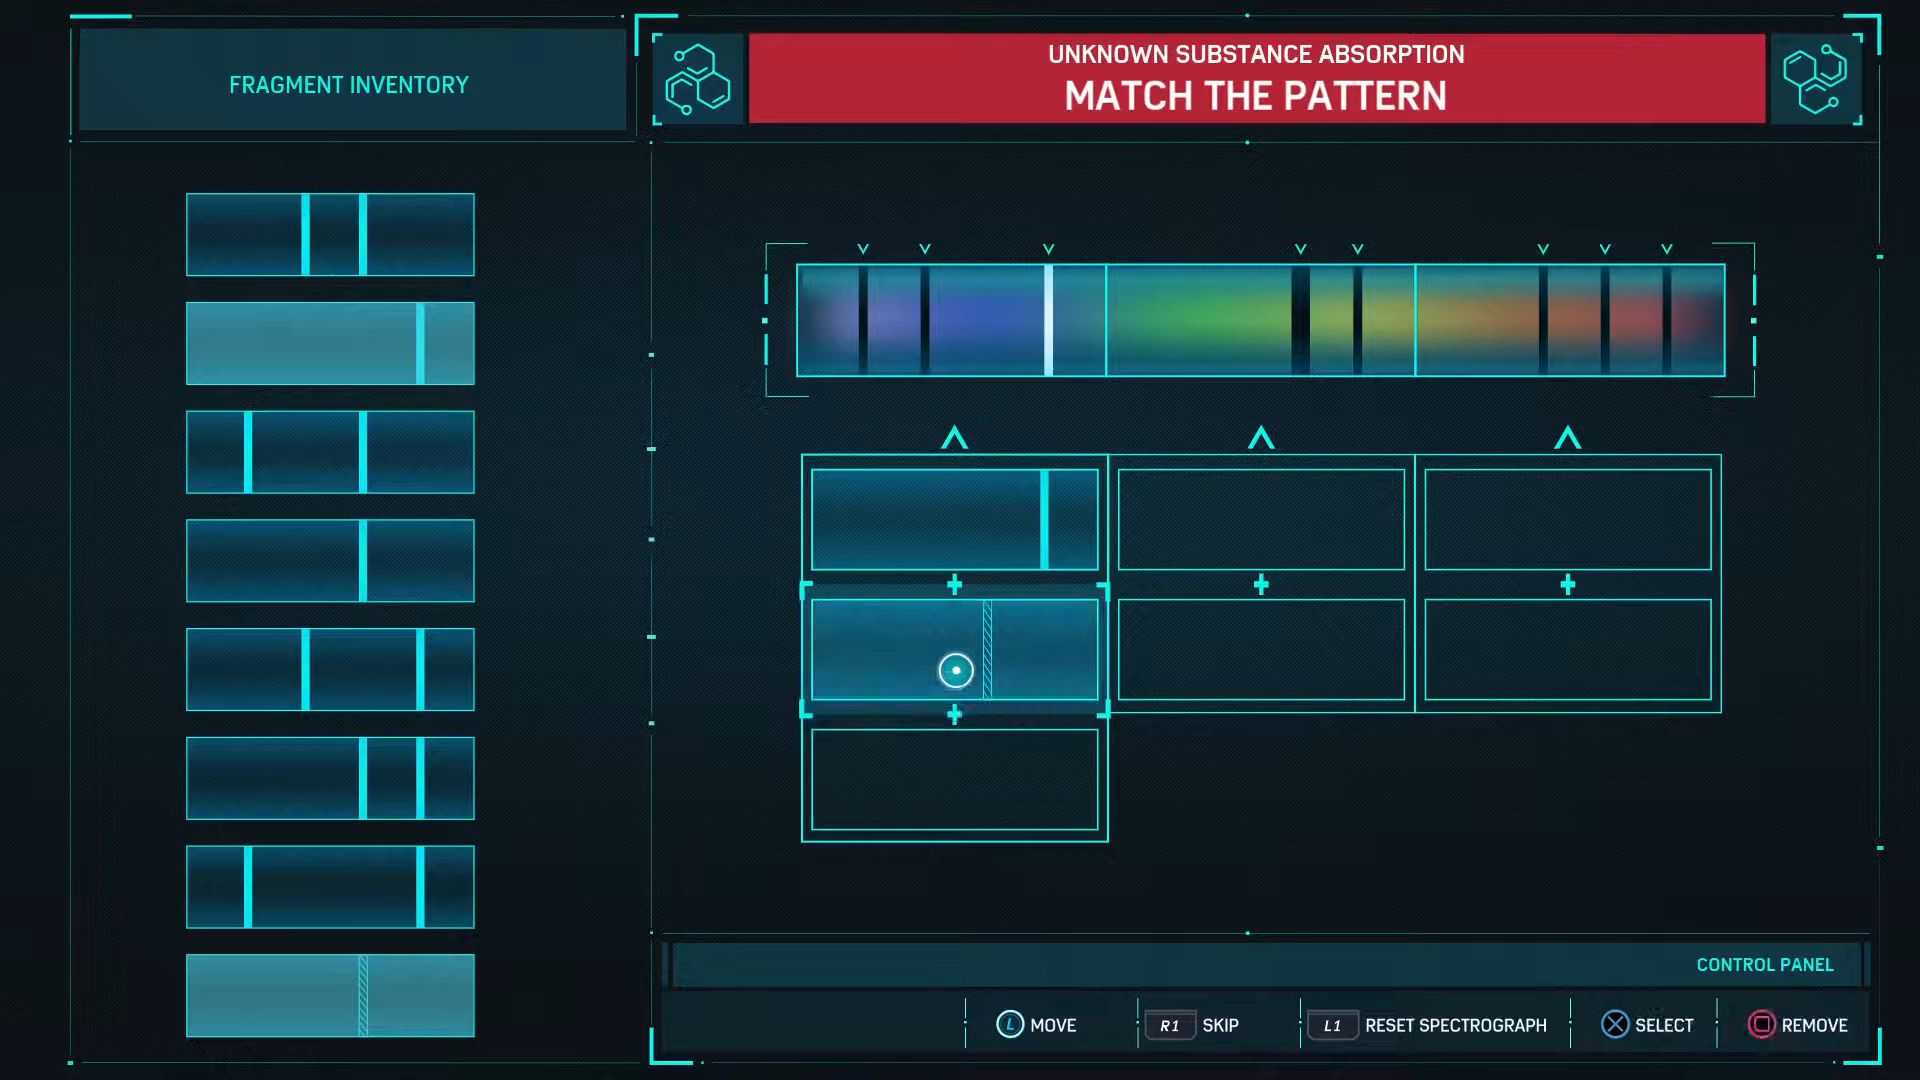 FRAGMENT INVENTORY
UNKNOWN SUBSTANCE ABSORPTION
MATCH THE PATTERN
CONTROL PANEL
L MOVE
R1 SKIP
L1 RESET SPECTROGRAPH
SELECT
REMOVE